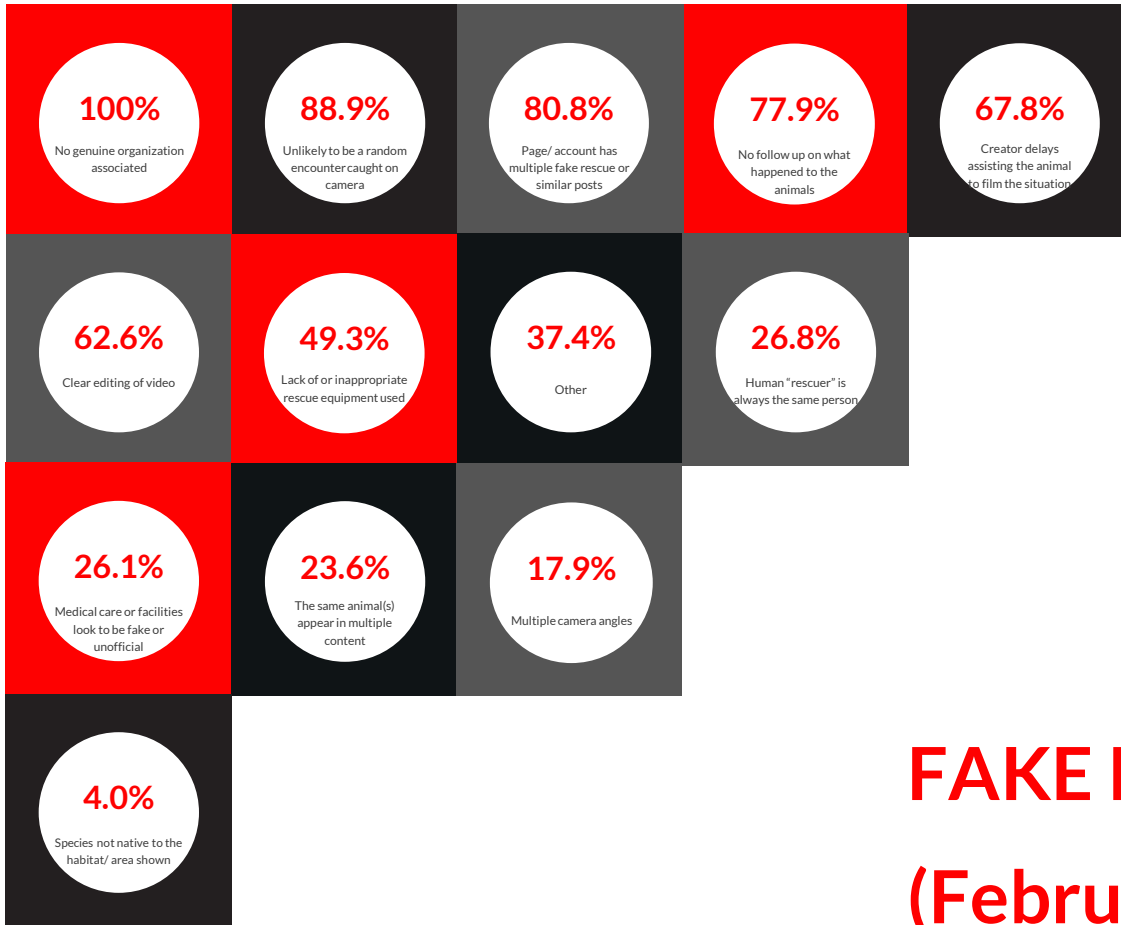 100%
No genuine organization
associated
88.9%
Unlikely to be a random
encounter caught on
camera
80.8%
Page/ account has
multiple fake rescue or
similar posts
77.9%
No follow up on what
happened to the
animals
67.8%
Creator delays
assisting the animal
to film the situation
62.6%
Clear editing of video
49.3%
Lack of or inappropriate
rescue equipment used
37.4%
Other
26.8%
Human "rescuer" is
always the same person
26.1%
Medical care or facilities
look to be fake or
unofficial
23.6%
The same animal(s)
appear in multiple
content
17.9%
Multiple camera angles
4.0%
Species not native to the
habitat/ area shown
FAKE
(Febru